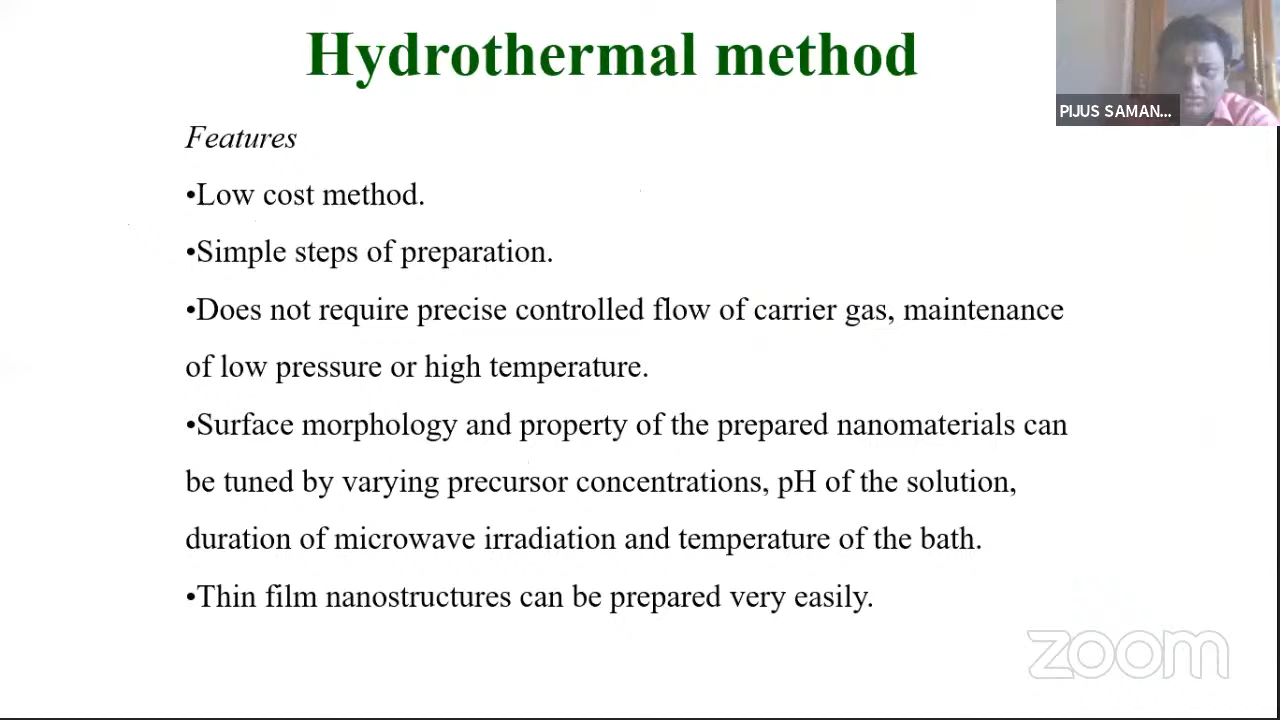 Hydrothermal method
PIJUS SAMAN...
Features
•Low cost method.
•Simple steps of preparation.
•Does not require precise controlled flow of carrier gas, maintenance
of low pressure or high temperature.
•Surface morphology and property of the prepared nanomaterials can
be tuned by varying precursor concentrations, pH of the solution,
duration of microwave irradiation and temperature of the bath.
•Thin film nanostructures can be prepared very easily.
zoom